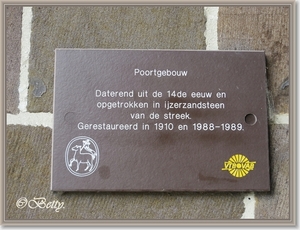 Poortgebouw
Daterend uit de 14de eeuw en
opgetrokken in ijzerzandsteen
van de streek.
Gerestaureerd in 1910 en 1988-1989.
VTBOVAB
© Betty.